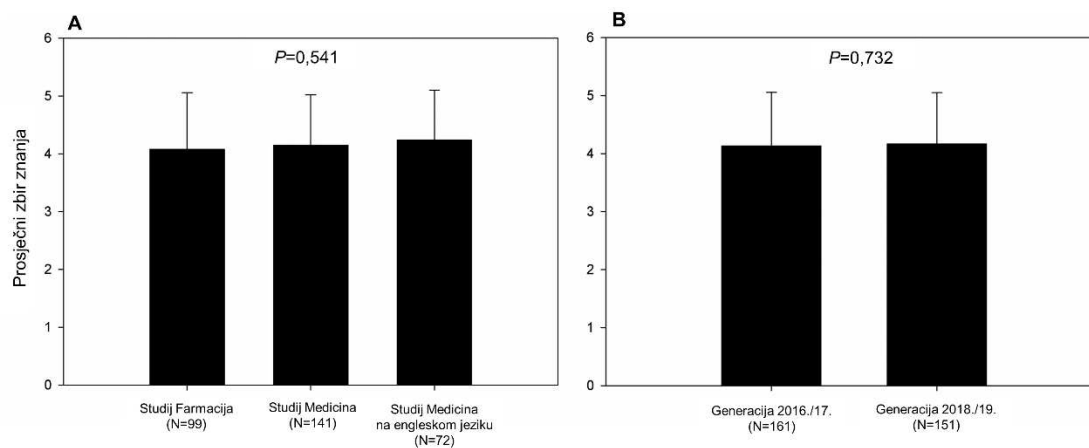 A
P=0,541
6
5
4
3
2
1
0
Prosječni zbir znanja
Studij Farmacija
(N=99)
Studij Medicina
(N=141)
Studij Medicina
na engleskom jeziku
(N=72)
B
P=0,732
6
5
4
3
2
1
0
Generacija 2016./17.
(N=161)
Generacija 2018./19.
(N=151)